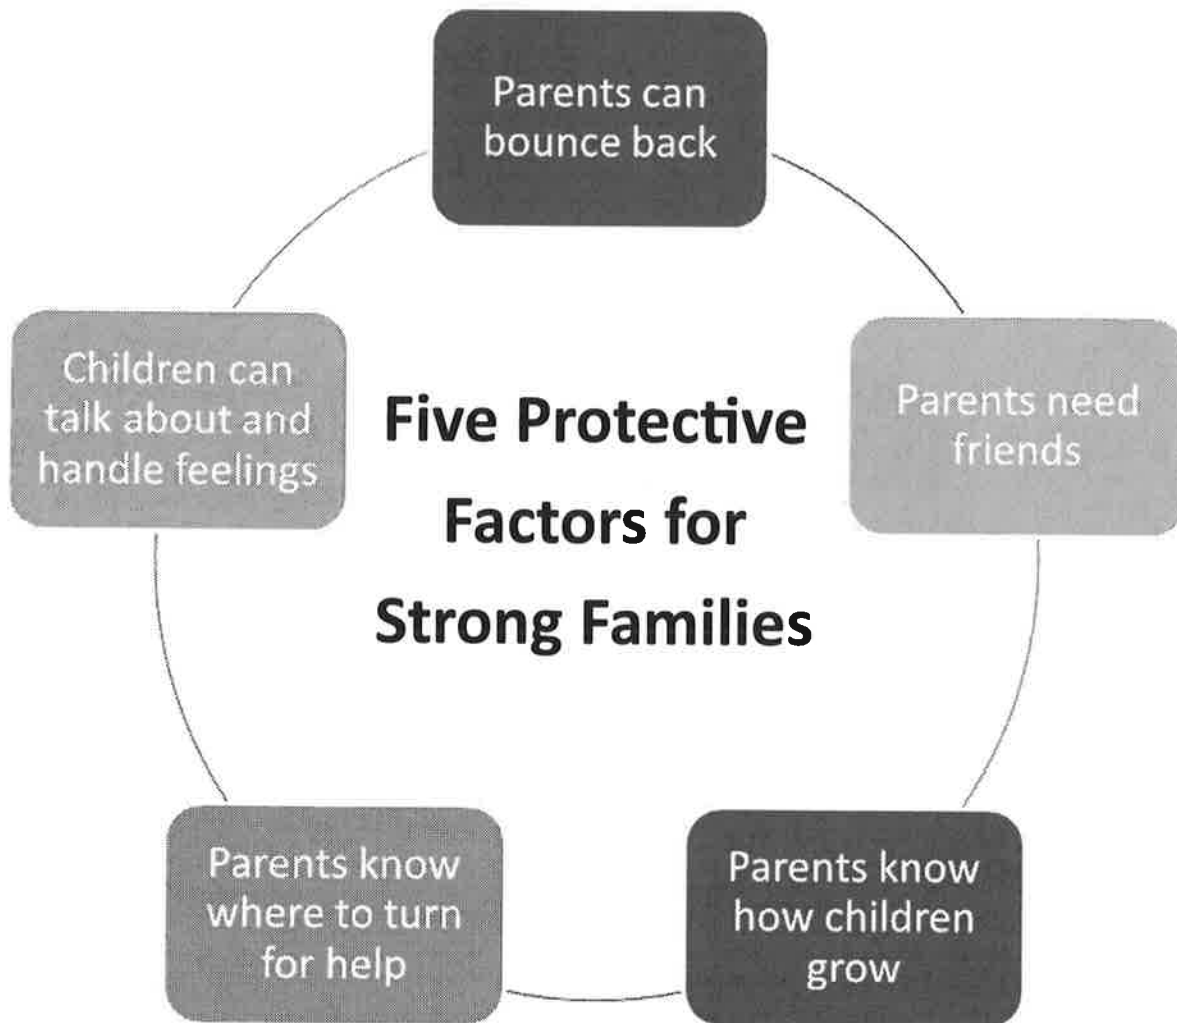 Parents can
bounce back
Parents need
friends
Parents know
how children
grow
Parents know
where to turn
for help
Children can
talk about and
handle feelings
Five Protective
Factors for
Strong Families